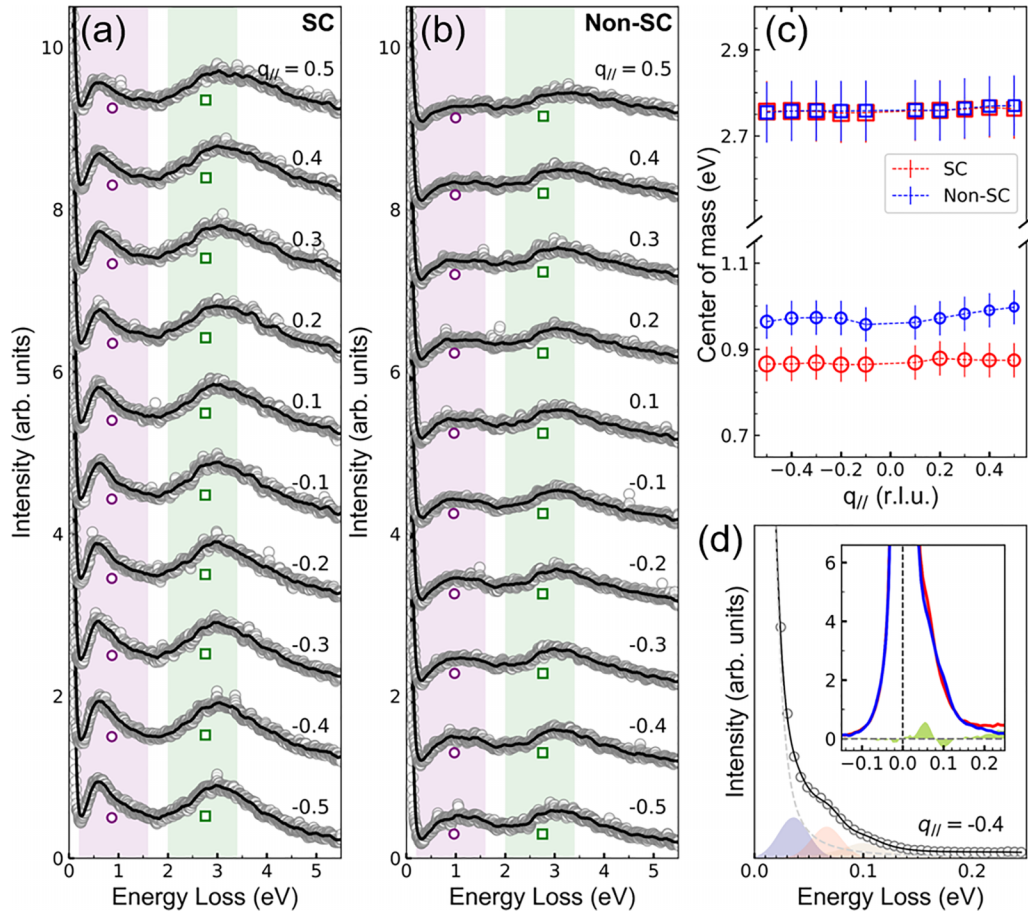 (a)
SC
10
8
6
4
2
0
Intensity (arb. units)
q// = 0.5
0.4
0.3
0.2
0.1
-0.1
-0.2
-0.3
-0.4
-0.5
0 1 2 3 4 5
Energy Loss (eV)
(b)
Non-SC
10
8
6
4
2
0
Intensity (arb. units)
q// = 0.5
0.4
0.3
0.2
0.1
-0.1
-0.2
-0.3
-0.4
-0.5
0 1 2 3 4 5
Energy Loss (eV)
(c)
2.9
2.7
1.1
0.9
0.7
Center of mass (eV)
SC
Non-SC
−0.4 −0.2 0.0 0.2 0.4
q// (r.l.u.)
(d)
Intensity (arb. units)
6
4
2
0
−0.1 0.0 0.1 0.2
q// = -0.4
0.0 0.1 0.2
Energy Loss (eV)